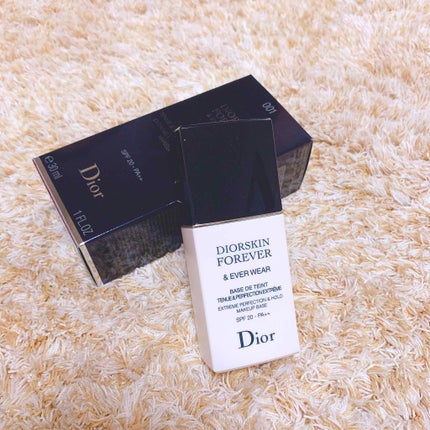 DIORSKIN
FOREVER
& EVER WEAR
BASE DE TEINT
TENUE & PERFECTION EXTRÊME
EXTREME PERFECTION & HOLD
MAKEUP BASE
SPF 20 - PA++
Dior
001
SPF 20 - PA++
Dior
e 30 ml
1 FL.OZ